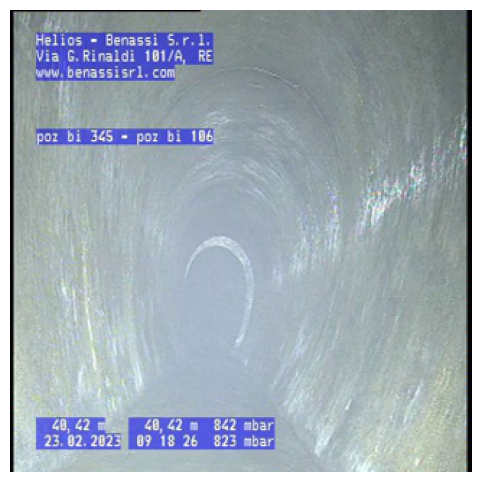 Helios - Benassi S.r.l.
Via G.Rinaldi 101/A, RE
www.benassisrl.com
poz bi 345 - poz bi 106
40,42 m 40,42 m 842 mbar
23.02.2023 09 18 26 823 mbar